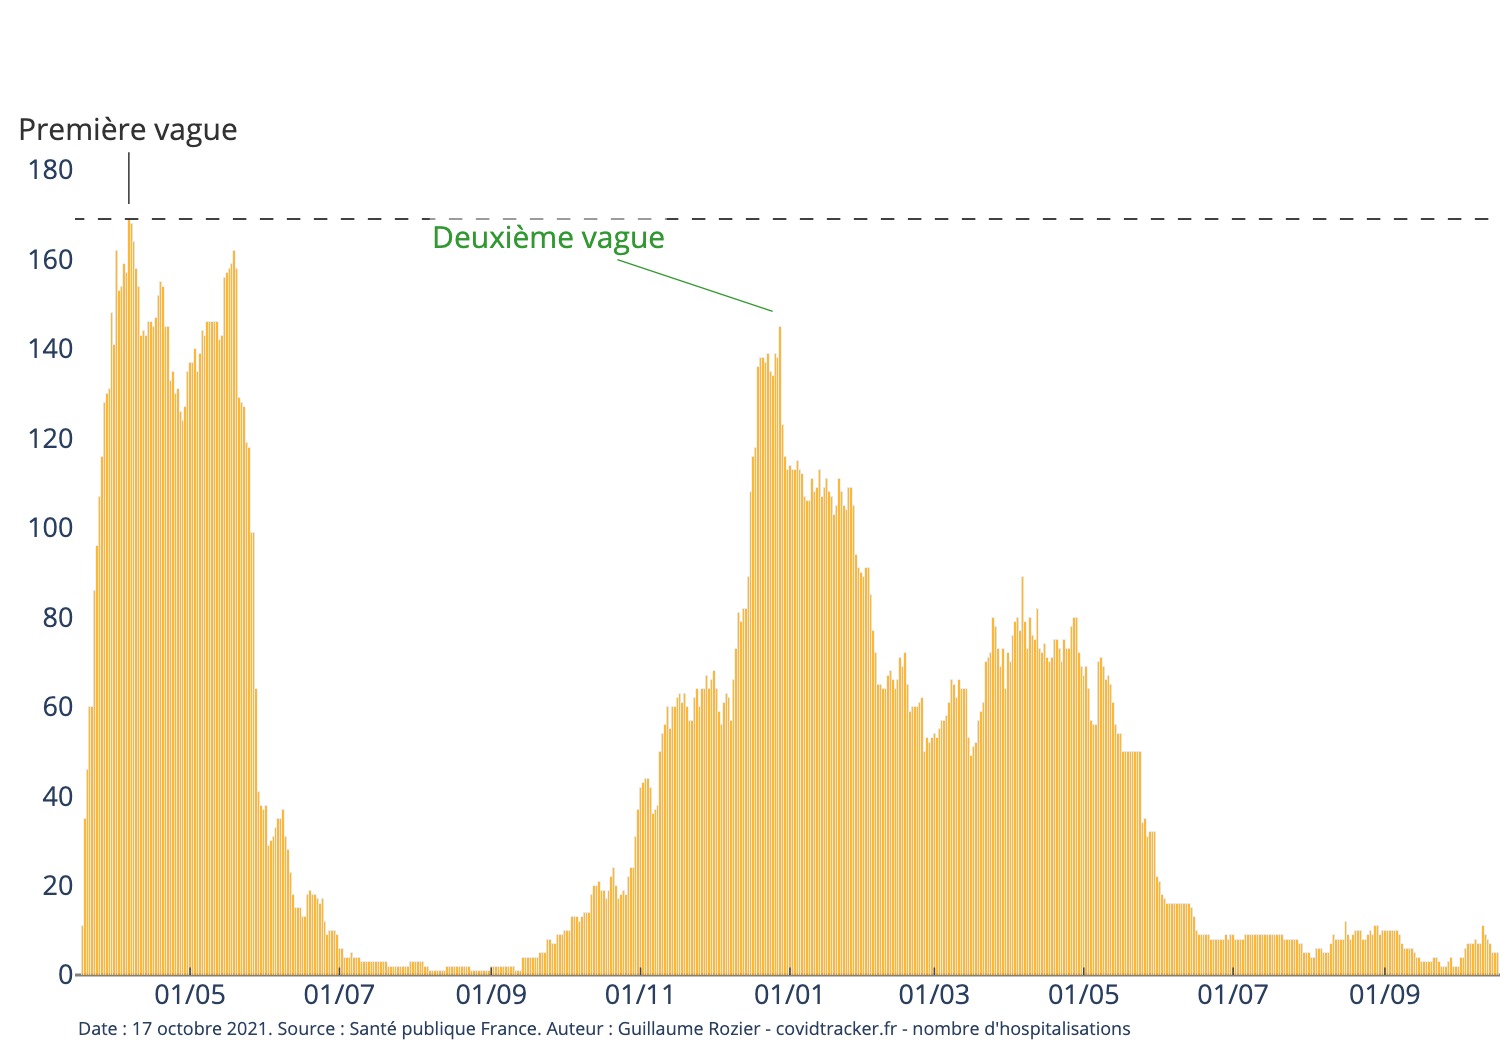 Première vague
180
Deuxième vague
160
140
120
100
80
60
40
20
0
01/05 01/07 01/09 01/11 01/01 01/03 01/05 01/07 01/09
Date : 17 octobre 2021. Source : Santé publique France. Auteur : Guillaume Rozier - covidtracker.fr - nombre d'hospitalisations